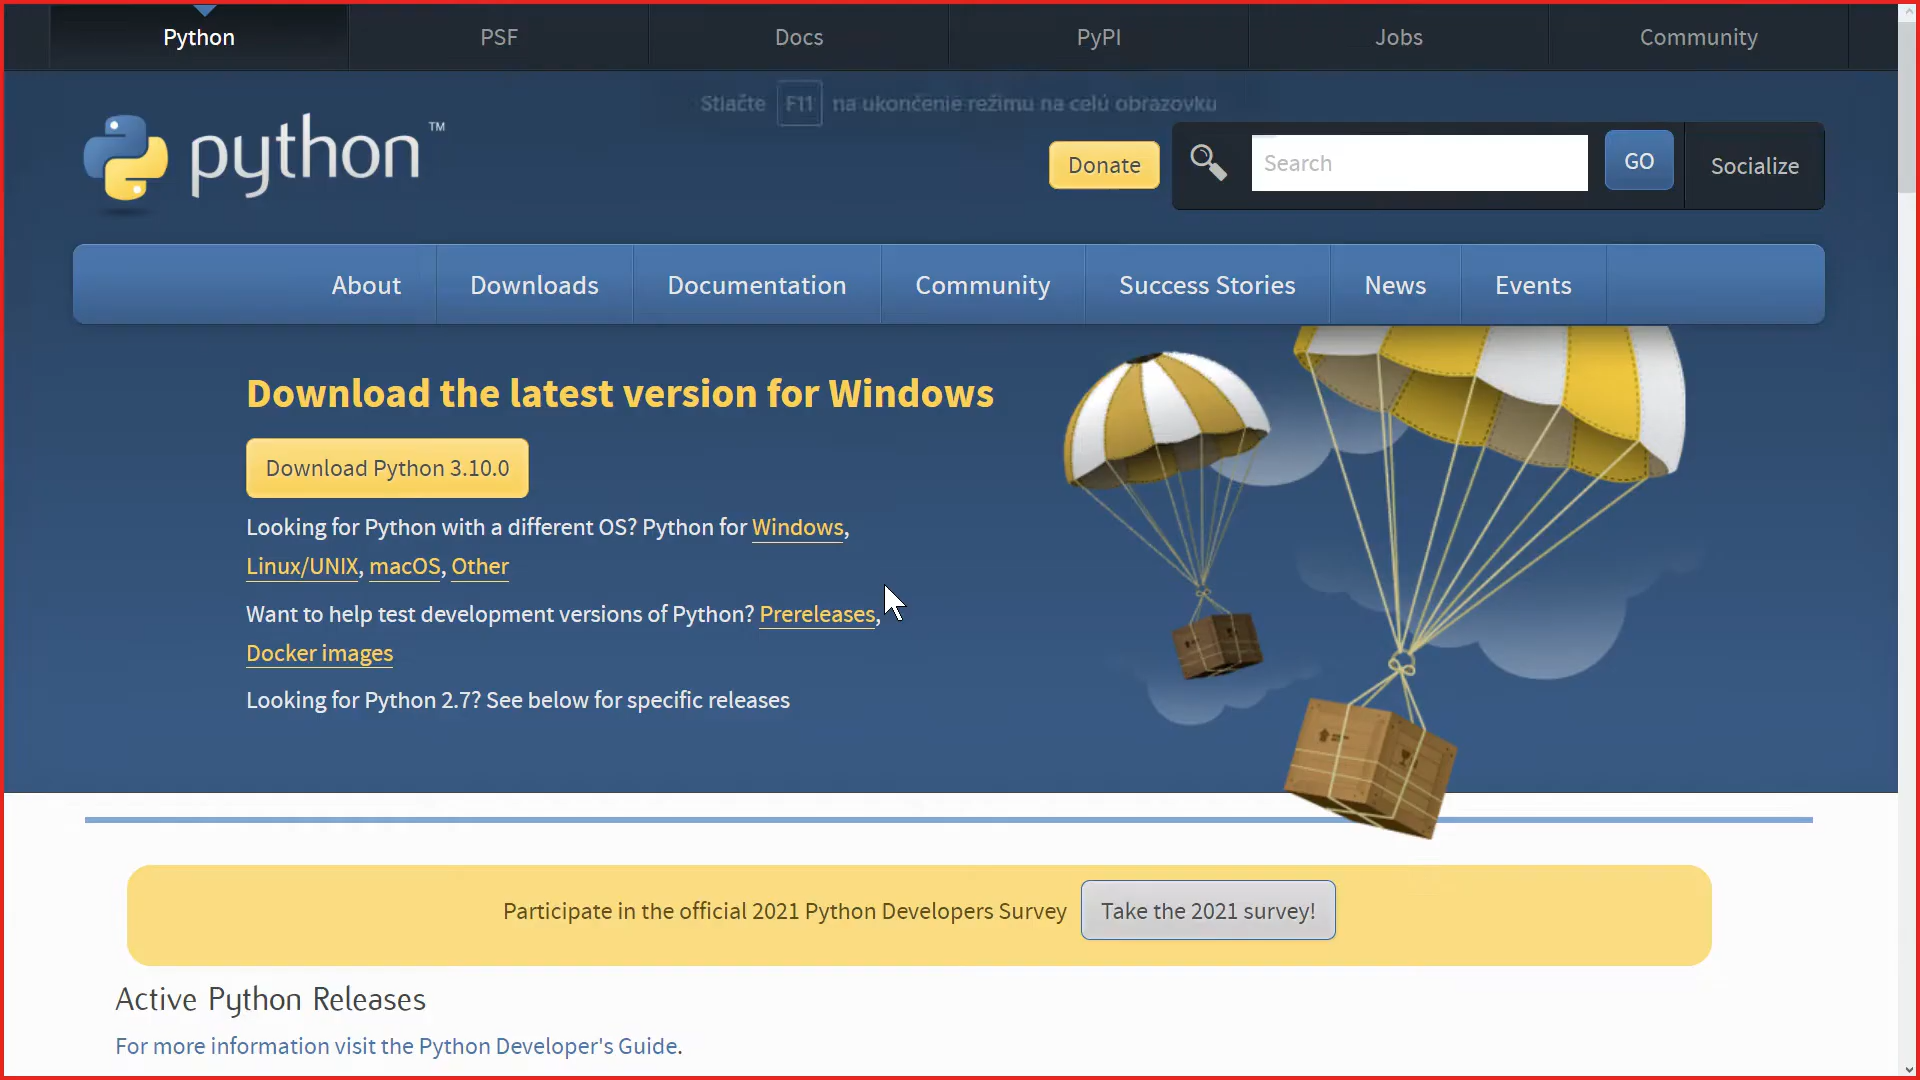 Python
PSF
Docs
PyPI
Jobs
Community
Stlačte F11 na ukončenie režimu na celú obrazovku
python™
Donate
Search
GO
Socialize
About
Downloads
Documentation
Community
Success Stories
News
Events
Download the latest version for Windows
Download Python 3.10.0
Looking for Python with a different OS? Python for Windows,
Linux/UNIX, macOS, Other
Want to help test development versions of Python? Prereleases,
Docker images
Looking for Python 2.7? See below for specific releases
Participate in the official 2021 Python Developers Survey
Take the 2021 survey!
Active Python Releases
For more information visit the Python Developer's Guide.